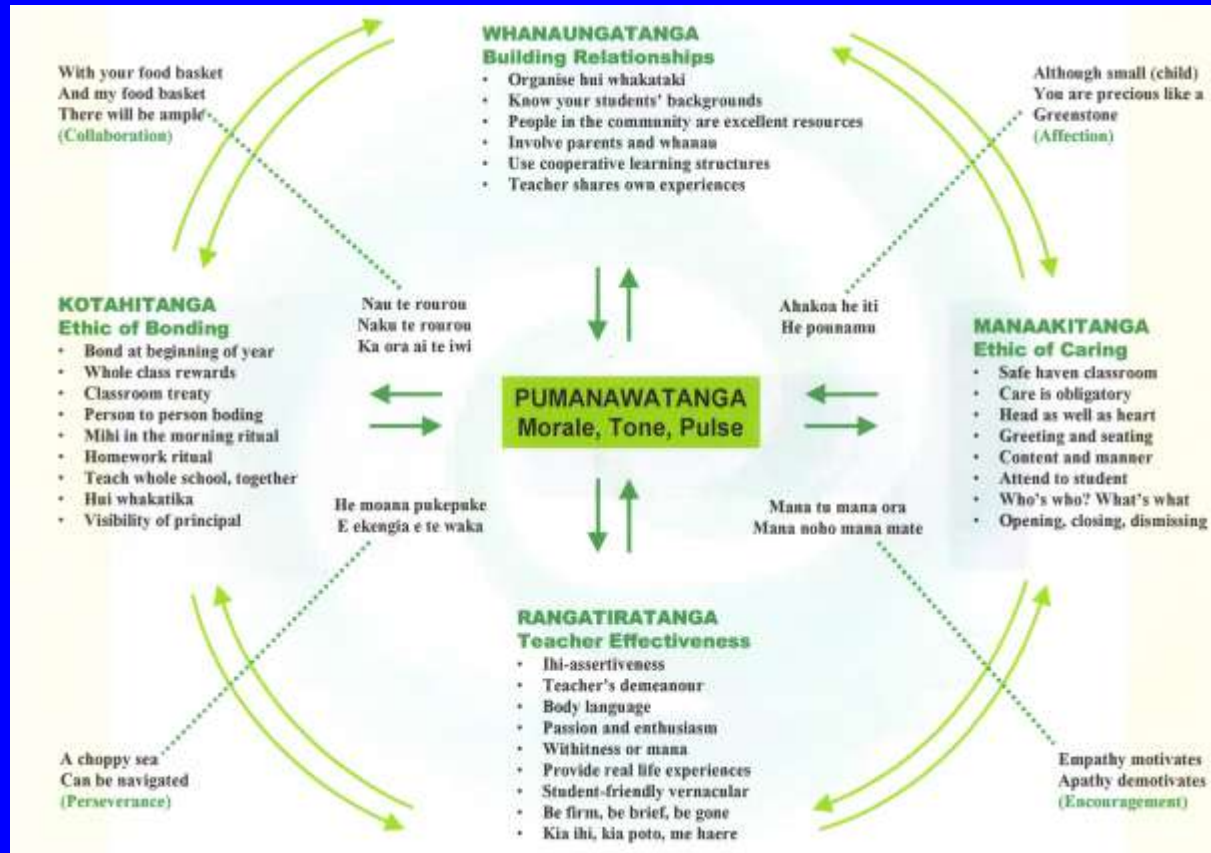 WHANAUNGATANGA
Building Relationships
• Organise hui whakataki
• Know your students' backgrounds
• People in the community are excellent resources
• Involve parents and whanau
• Use cooperative learning structures
• Teacher shares own experiences
With your food basket
And my food basket
There will be ample
(Collaboration)
Although small (child)
You are precious like a
Greenstone
(Affection)
KOTAHITANGA
Ethic of Bonding
• Bond at beginning of year
• Whole class rewards
• Classroom treaty
• Person to person boding
• Mihi in the morning ritual
• Homework ritual
• Teach whole school, together
• Hui whakatika
• Visibility of principal
Nau te rourou
Naku te rourou
Ka ora ai te iwi
Ahakoa he iti
He pounamu
PUMANAWATANGA
Morale, Tone, Pulse
MANAAKITANGA
Ethic of Caring
• Safe haven classroom
• Care is obligatory
• Head as well as heart
• Greeting and seating
• Content and manner
• Attend to student
• Who's who? What's what
• Opening, closing, dismissing
He moana pukepuke
E ekengia e te waka
Mana tu mana ora
Mana noho mana mate
RANGATIRATANGA
Teacher Effectiveness
• Ihi-assertiveness
• Teacher's demeanour
• Body language
• Passion and enthusiasm
• Withitness or mana
• Provide real life experiences
• Student-friendly vernacular
• Be firm, be brief, be gone
• Kia ihi, kia poto, me haere
A choppy sea
Can be navigated
(Perseverance)
Empathy motivates
Apathy demotivates
(Encouragement)